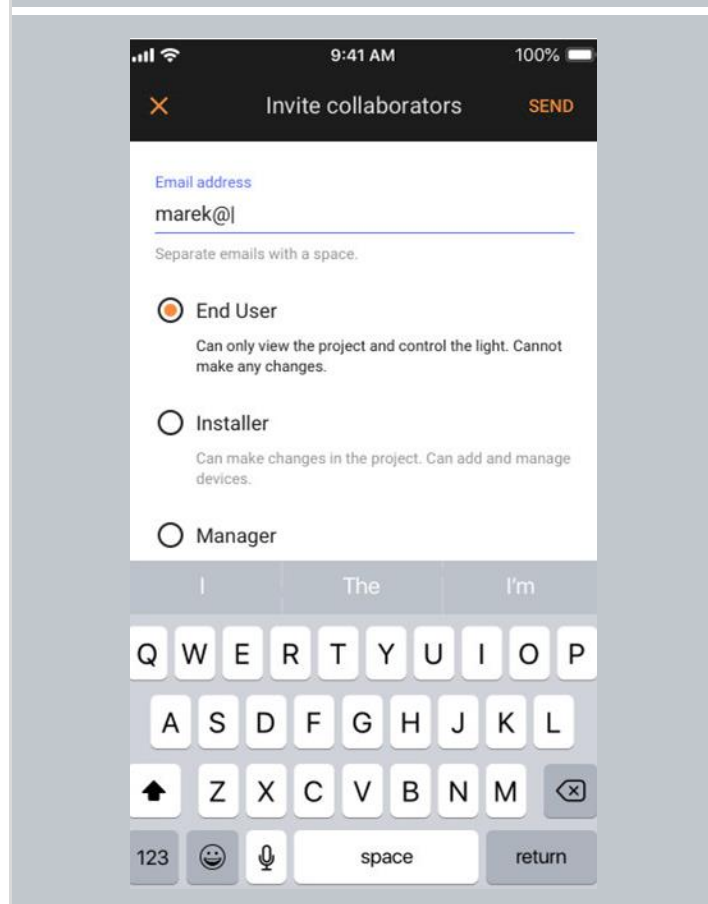 9:41 AM 100%
Invite collaborators SEND
Email address
marek@
Separate emails with a space.
End User
Can only view the project and control the light. Cannot
make any changes.
Installer
Can make changes in the project. Can add and manage
devices.
Manager
I The I'm
Q W E R T Y U I O P
A S D F G H J K L
Z X C V B N M
123 space return